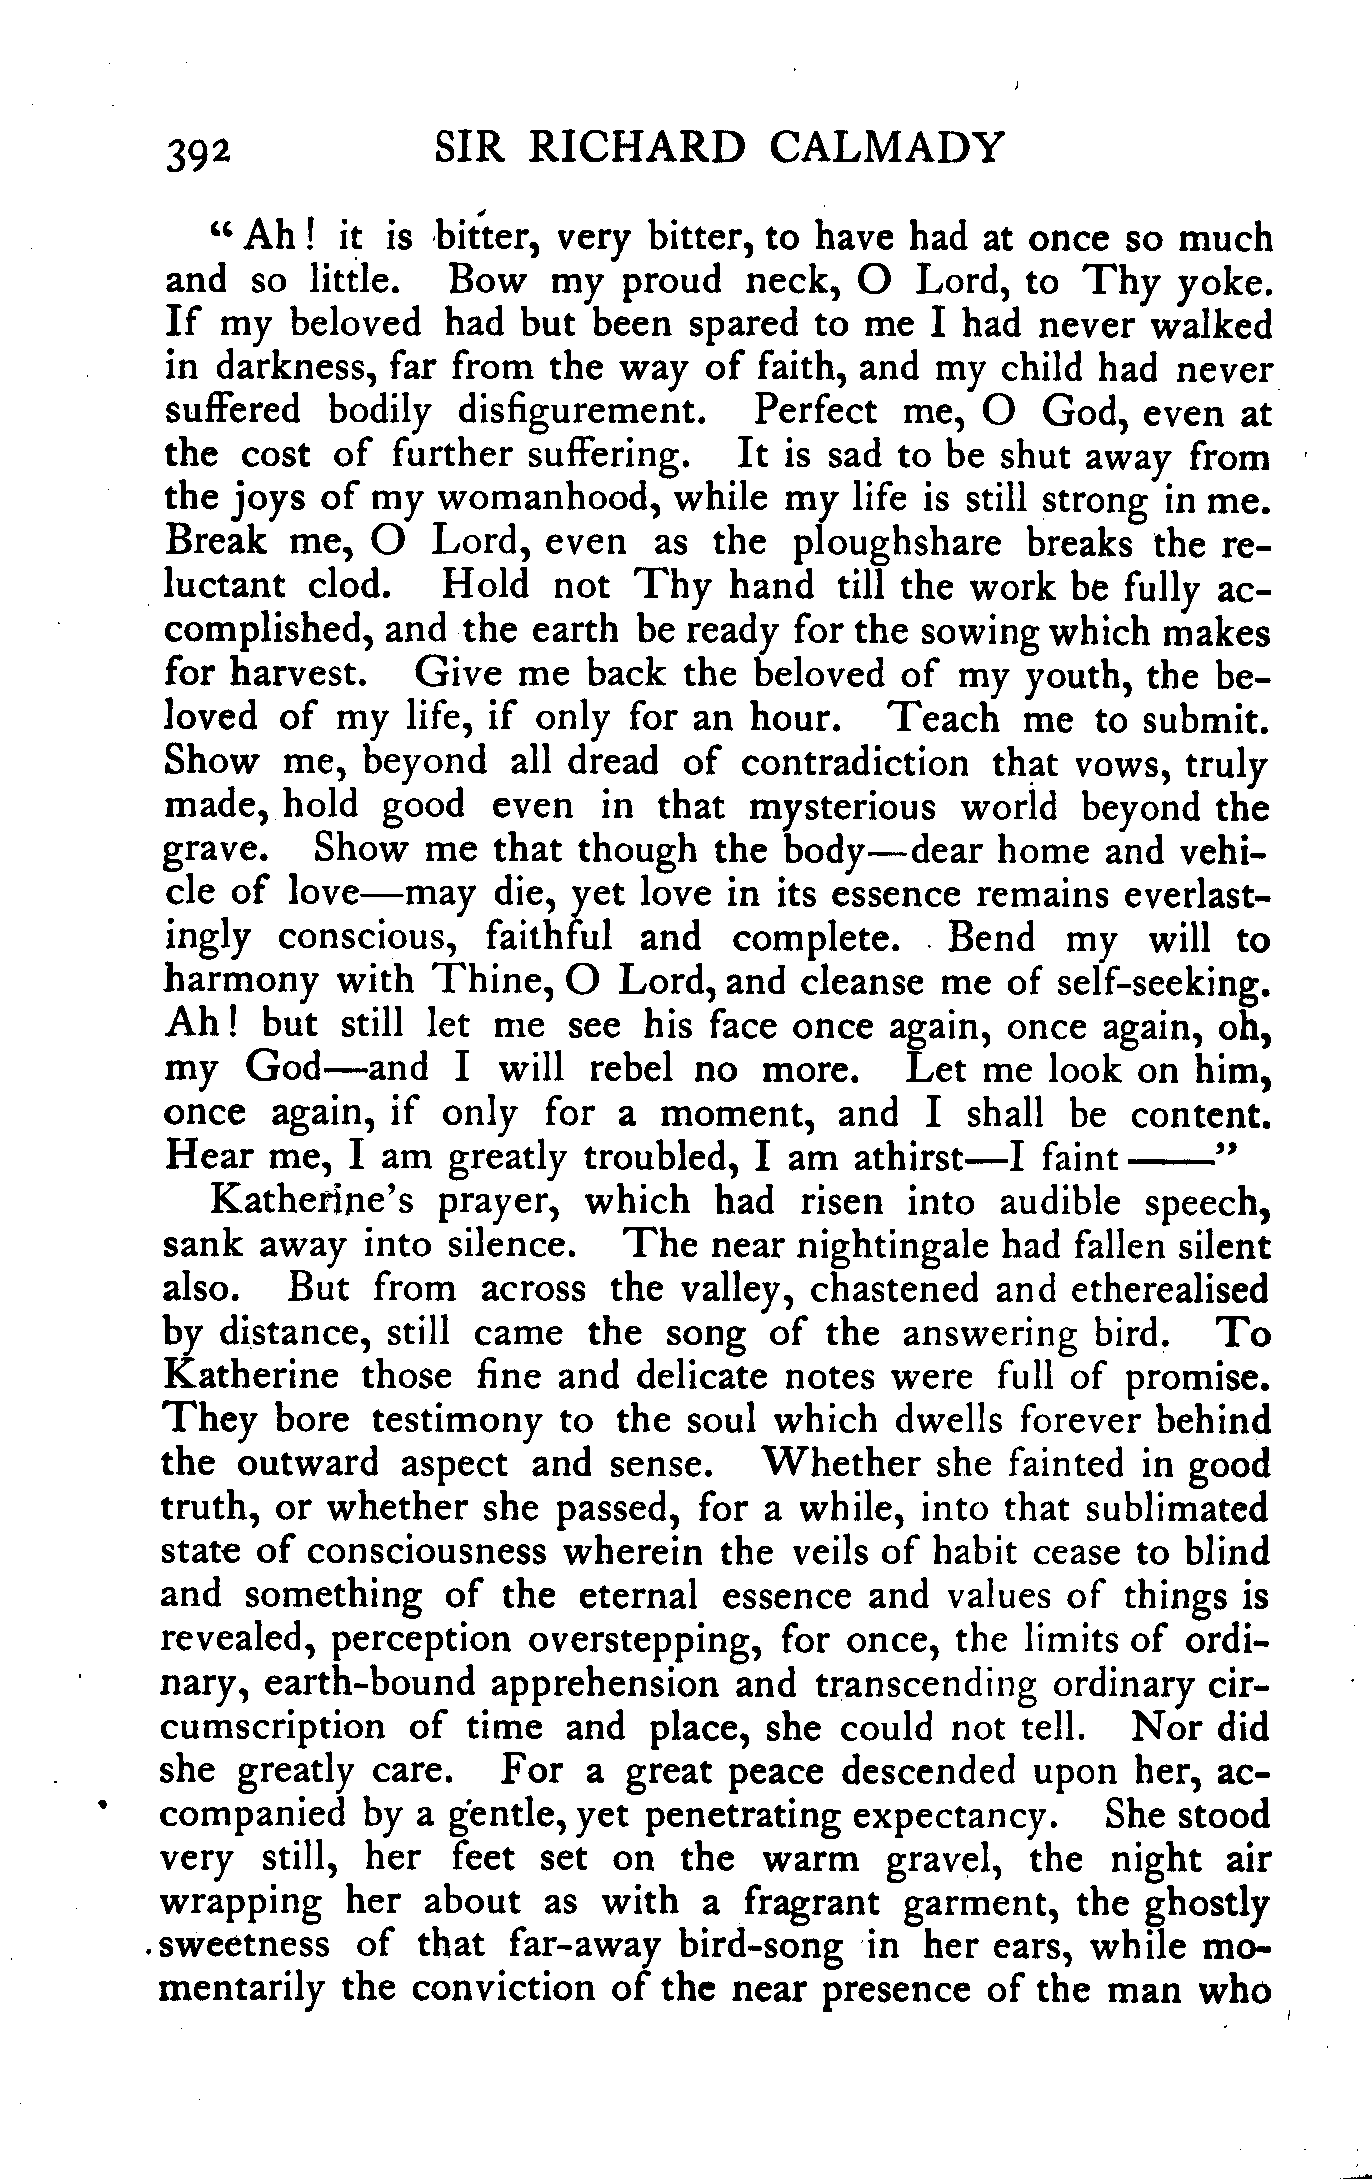 392 SIR RICHARD CALMADY
“Ah! it is bitter, very bitter, to have had at once so much
and so little. Bow my proud neck, O Lord, to Thy yoke.
If my beloved had but been spared to me I had never walked
in darkness, far from the way of faith, and my child had never
suffered bodily disfigurement. Perfect me, O God, even at
the cost of further suffering. It is sad to be shut away from
the joys of my womanhood, while my life is still strong in me.
Break me, O Lord, even as the ploughshare breaks the re-
luctant clod. Hold not Thy hand till the work be fully ac-
complished, and the earth be ready for the sowing which makes
for harvest. Give me back the beloved of my youth, the be-
loved of my life, if only for an hour. Teach me to submit.
Show me, beyond all dread of contradiction that vows, truly
made, hold good even in that mysterious world beyond the
grave. Show me that though the body—dear home and vehi-
cle of love—may die, yet love in its essence remains everlast-
ingly conscious, faithful and complete. Bend my will to
harmony with Thine, O Lord, and cleanse me of self-seeking.
Ah! but still let me see his face once again, once again, oh,
my God—and I will rebel no more. Let me look on him,
once again, if only for a moment, and I shall be content.
Hear me, I am greatly troubled, I am athirst—I faint ——”
Katherine’s prayer, which had risen into audible speech,
sank away into silence. The near nightingale had fallen silent
also. But from across the valley, chastened and etherealised
by distance, still came the song of the answering bird. To
Katherine those fine and delicate notes were full of promise.
They bore testimony to the soul which dwells forever behind
the outward aspect and sense. Whether she fainted in good
truth, or whether she passed, for a while, into that sublimated
state of consciousness wherein the veils of habit cease to blind
and something of the eternal essence and values of things is
revealed, perception overstepping, for once, the limits of ordi-
nary, earth-bound apprehension and transcending ordinary cir-
cumscription of time and place, she could not tell. Nor did
she greatly care. For a great peace descended upon her, ac-
companied by a gentle, yet penetrating expectancy. She stood
very still, her feet set on the warm gravel, the night air
wrapping her about as with a fragrant garment, the ghostly
sweetness of that far-away bird-song in her ears, while mo-
mentarily the conviction of the near presence of the man who